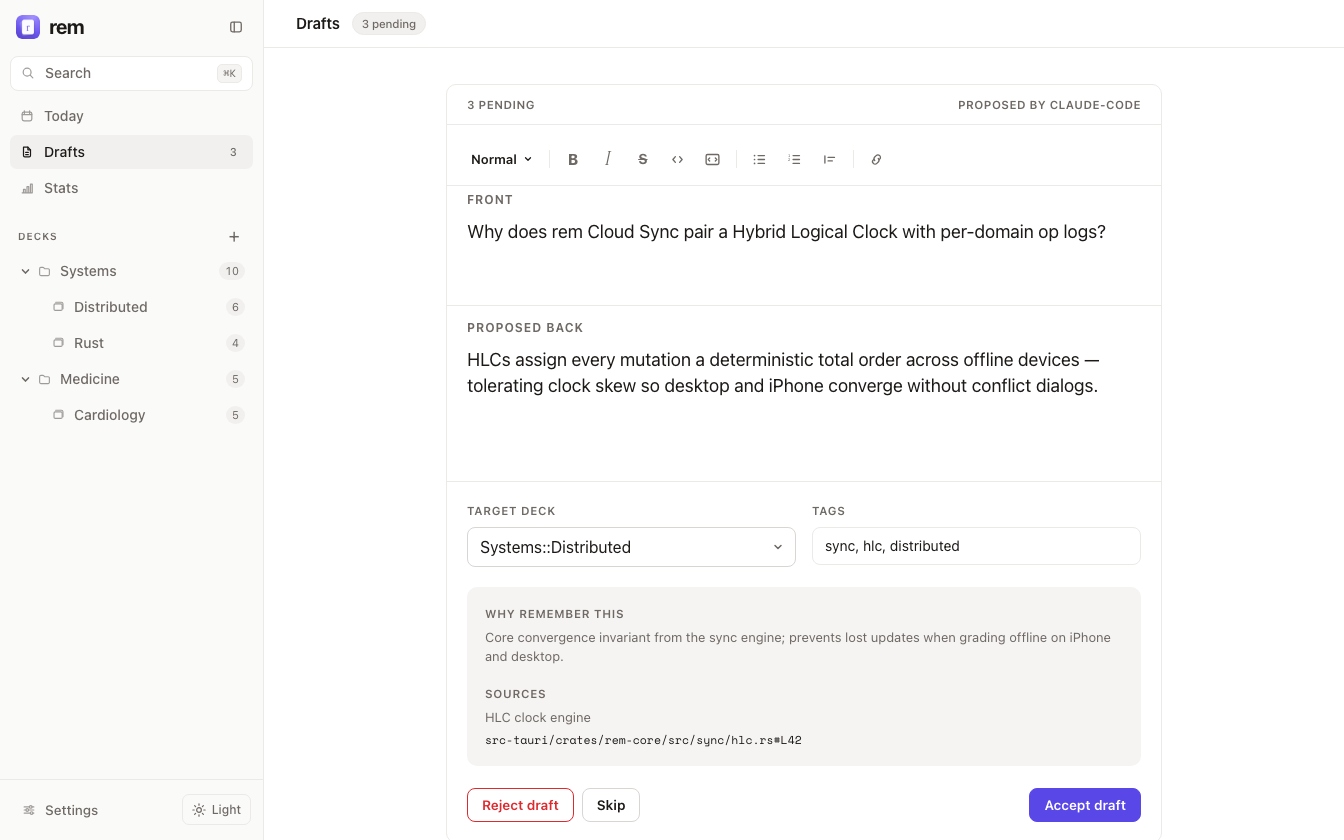 r rem
Search ⌘K
Today
Drafts 3
Stats
DECKS
Systems 10
Distributed 6
Rust 4
Medicine 5
Cardiology 5
Settings
Light
Drafts 3 pending
3 PENDING PROPOSED BY CLAUDE-CODE
Normal B I S
FRONT
Why does rem Cloud Sync pair a Hybrid Logical Clock with per-domain op logs?
PROPOSED BACK
HLCs assign every mutation a deterministic total order across offline devices —
tolerating clock skew so desktop and iPhone converge without conflict dialogs.
TARGET DECK TAGS
Systems::Distributed sync, hlc, distributed
WHY REMEMBER THIS
Core convergence invariant from the sync engine; prevents lost updates when grading offline on iPhone
and desktop.
SOURCES
HLC clock engine
src-tauri/crates/rem-core/src/sync/hlc.rs#L42
Reject draft Skip Accept draft